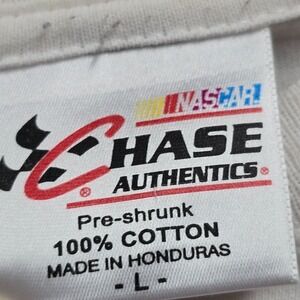 NASCAR.
CHASE
AUTHENTICS®
®
Pre-shrunk
100% COTTON
MADE IN HONDURAS
- L -